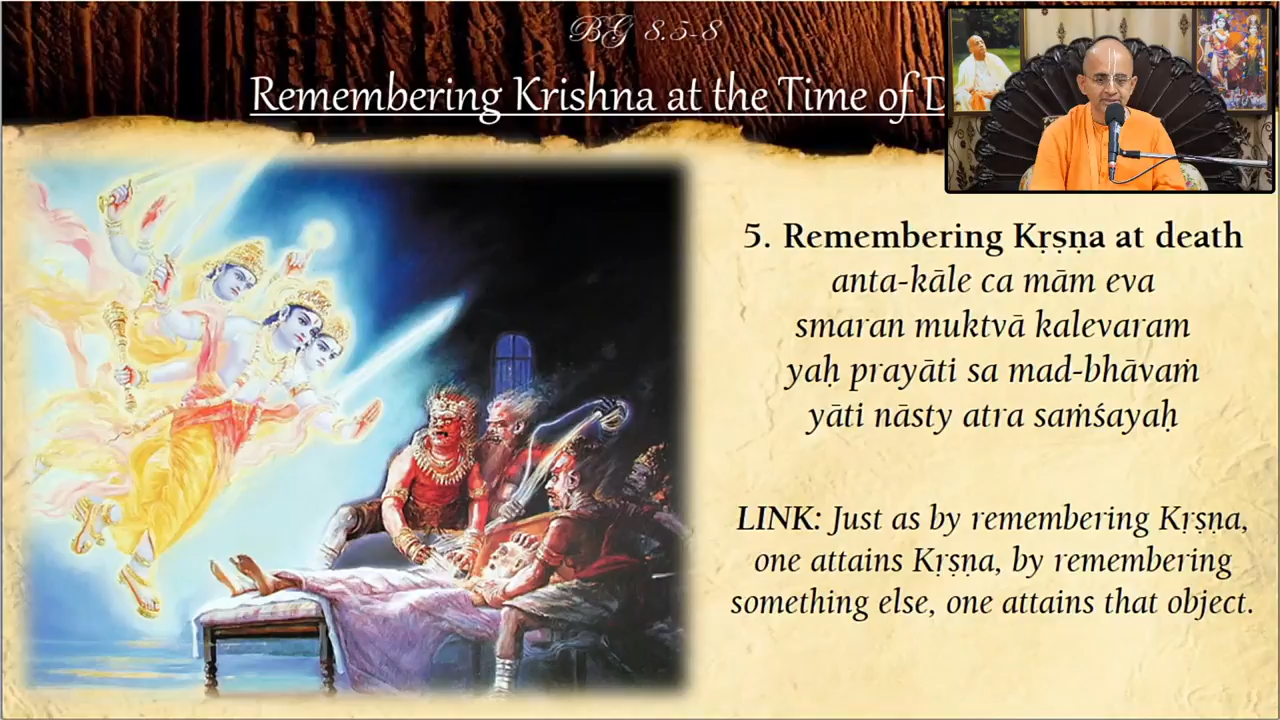 BG 8.5-8
Remembering Krishna at the Time of
5. Remembering Kṛṣṇa at death
anta-kāle ca mām eva
smaran muktvā kalevaram
yaḥ prayāti sa mad-bhāvaṁ
yāti nāsty atra saṁśayaḥ
LINK: Just as by remembering Kṛṣṇa,
one attains Kṛṣṇa, by remembering
something else, one attains that object.